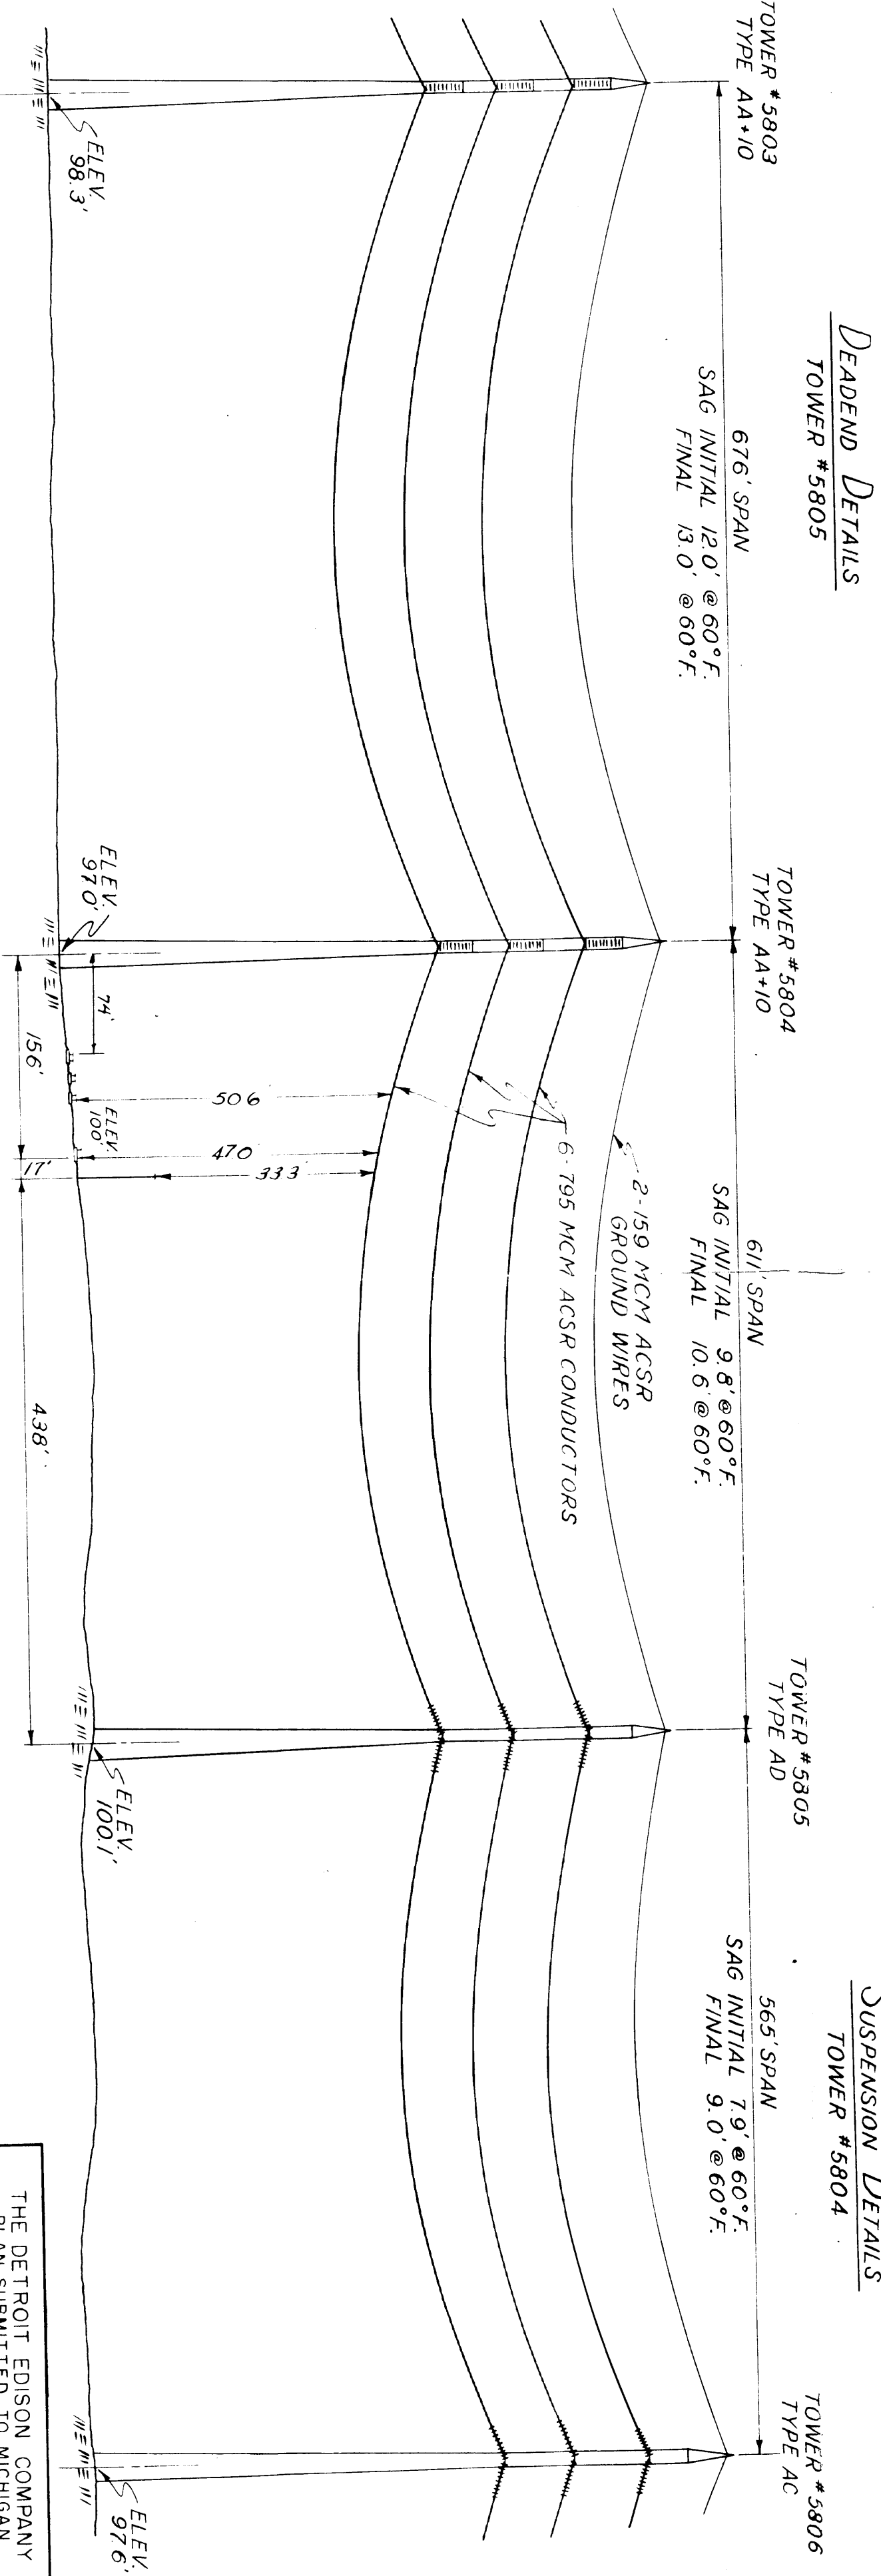 DEADEND DETAILS
TOWER #5805
SUSPENSION DETAILS
TOWER #5804
TOWER #5803
TYPE AA+10
676' SPAN
SAG INITIAL 12.0' @ 60°F.
FINAL 13.0' @ 60°F.
TOWER #5804
TYPE AA+10
611' SPAN
SAG INITIAL 9.8' @ 60°F.
FINAL 10.6' @ 60°F.
TOWER #5805
TYPE AD
565' SPAN
SAG INITIAL 7.9' @ 60°F.
FINAL 9.0' @ 60°F.
TOWER #5806
TYPE AC
2-159 MCM ACSR
GROUND WIRES
6-795 MCM ACSR CONDUCTORS
506
470
333
ELEV.
98.3'
ELEV.
97.0'
74'
ELEV.
100'
ELEV.
100.1'
ELEV.
97.6'
156'
17'
438'
THE DETROIT EDISON COMPANY
PLAN SUBMITTED TO MICHIGAN